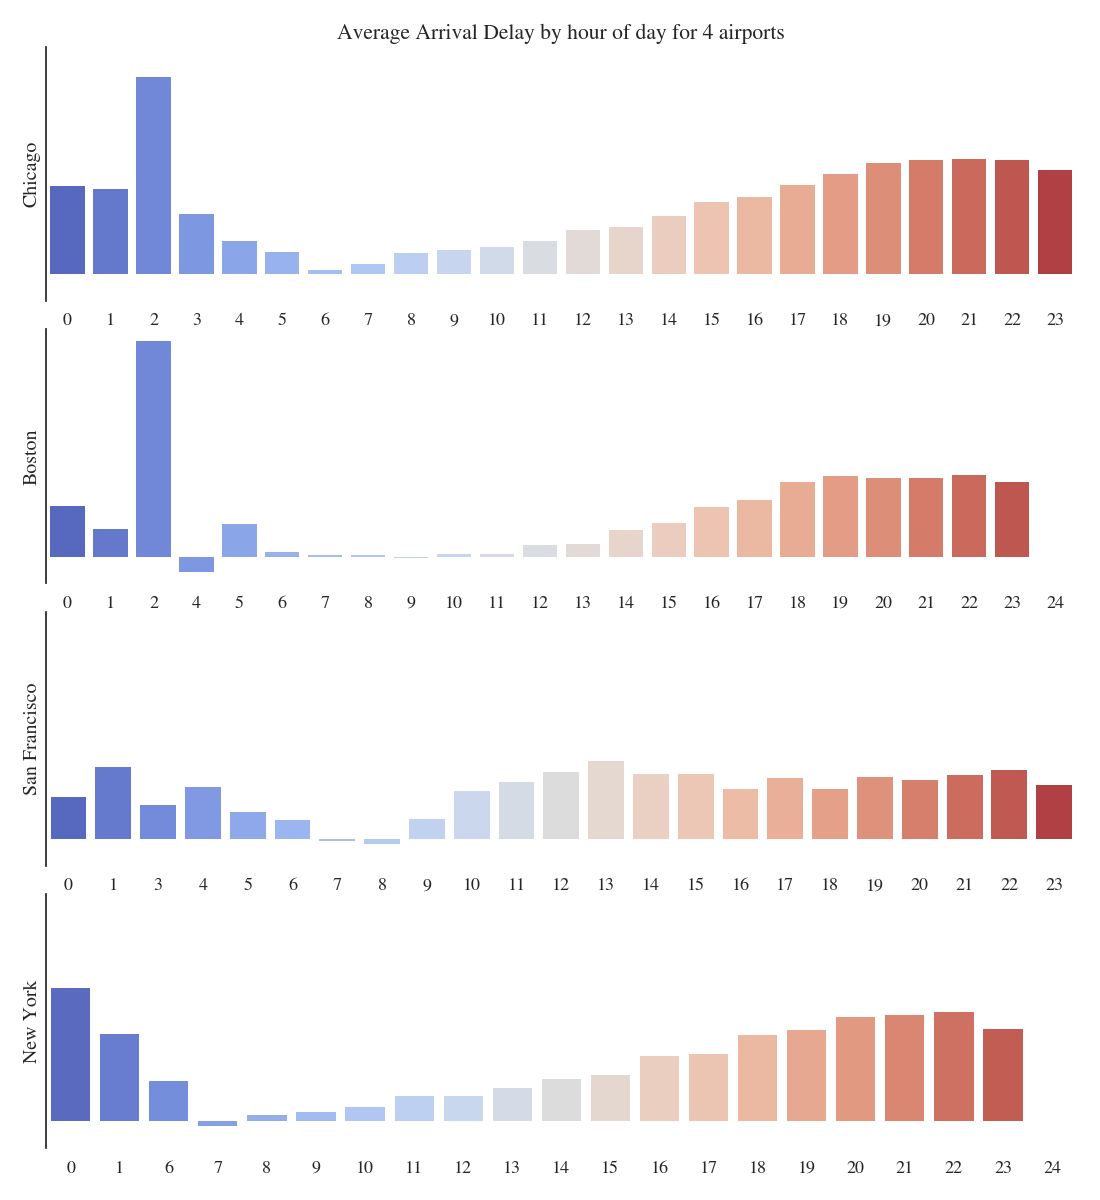 Average Arrival Delay by hour of day for 4 airports
Chicago
0 1 2 3 4 5 6 7 8 9 10 11 12 13 14 15 16 17 18 19 20 21 22 23
Boston
0 1 2 4 5 6 7 8 9 10 11 12 13 14 15 16 17 18 19 20 21 22 23 24
San Francisco
0 1 3 4 5 6 7 8 9 10 11 12 13 14 15 16 17 18 19 20 21 22 23
New York
0 1 6 7 8 9 10 11 12 13 14 15 16 17 18 19 20 21 22 23 24